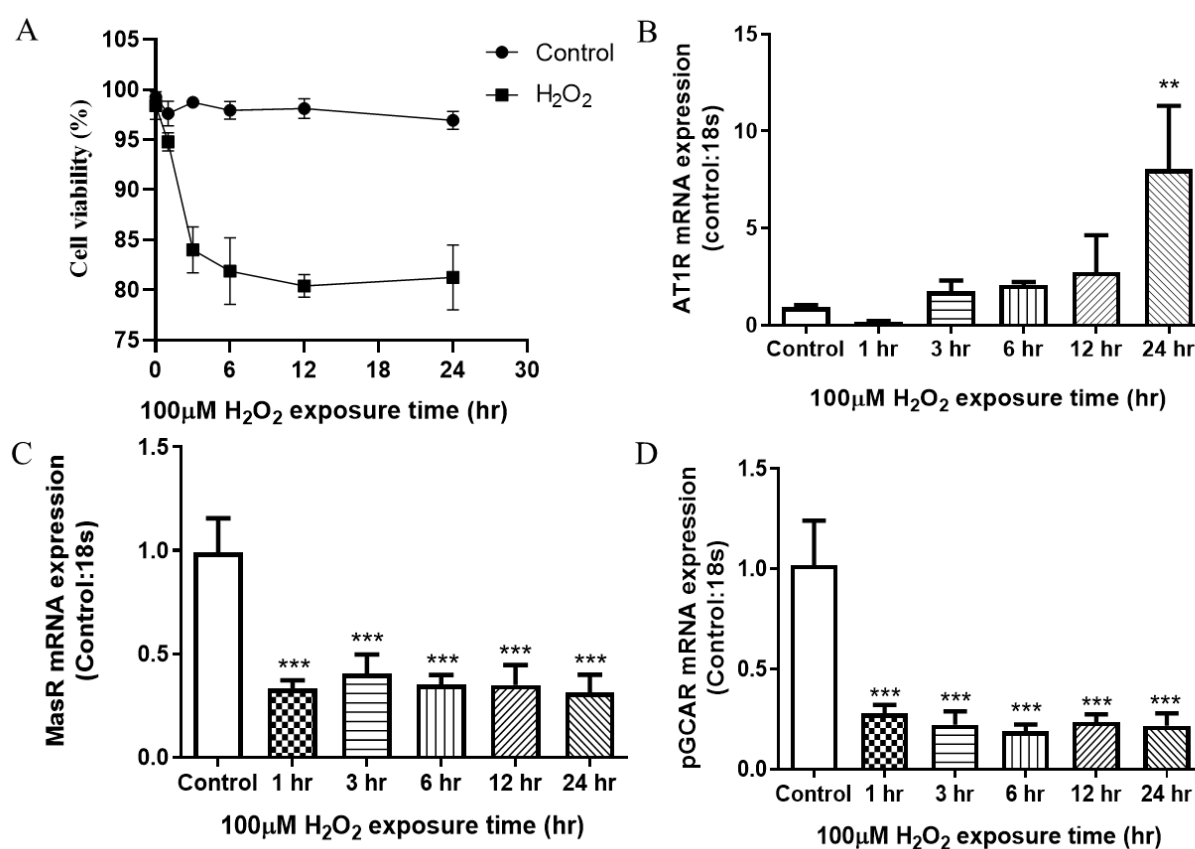 A
105
100
95
90
85
80
75
Cell viability (%)
Control
H₂O₂
0 6 12 18 24 30
100μM H₂O₂ exposure time (hr)
B
15
10
5
0
AT1R mRNA expression
(control:18s)
**
Control 1 hr 3 hr 6 hr 12 hr 24 hr
100μM H₂O₂ exposure time (hr)
C
1.5
1.0
0.5
0.0
MasR mRNA expression
(Control:18s)
*** *** *** *** ***
Control 1 hr 3 hr 6 hr 12 hr 24 hr
100μM H₂O₂ exposure time (hr)
D
1.5
1.0
0.5
0.0
pGCAR mRNA expression
(Control:18s)
*** *** *** *** ***
Control 1 hr 3 hr 6 hr 12 hr 24 hr
100μM H₂O₂ exposure time (hr)